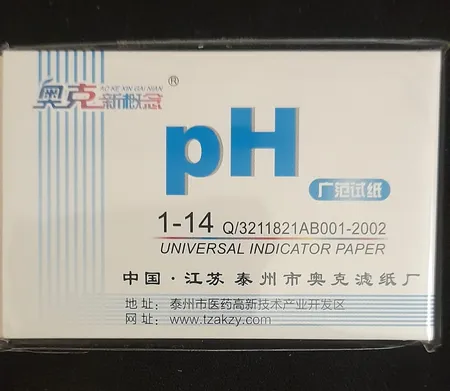 AO KE XIN GAI NIAN
奥克新概念®
pH
广范试纸
1-14 Q/3211821AB001-2002
UNIVERSAL INDICATOR PAPER
中国·江苏 泰州市奥克滤纸厂
地址：泰州市医药高新技术产业开发区
网址：www.tzakzy.com